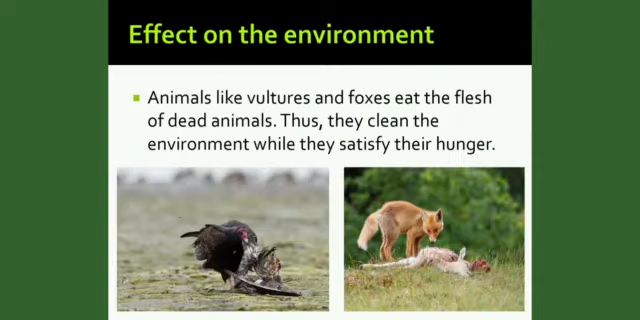 Effect on the environment
Animals like vultures and foxes eat the flesh
of dead animals. Thus, they clean the
environment while they satisfy their hunger.